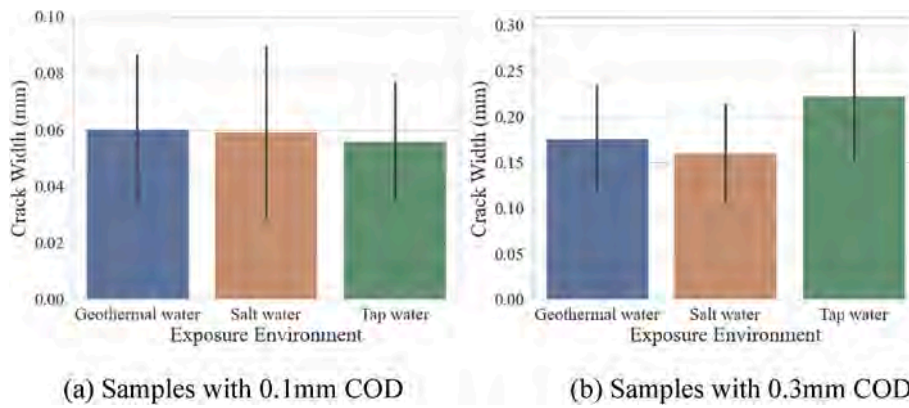 0.10
0.08
0.06
0.04
0.02
0.00
Crack Width (mm)
Geothermal water Salt water Tap water
Exposure Environment
(a) Samples with 0.1mm COD
0.30
0.25
0.20
0.15
0.10
0.05
0.00
Crack Width (mm)
Geothermal water Salt water Tap water
Exposure Environment
(b) Samples with 0.3mm COD